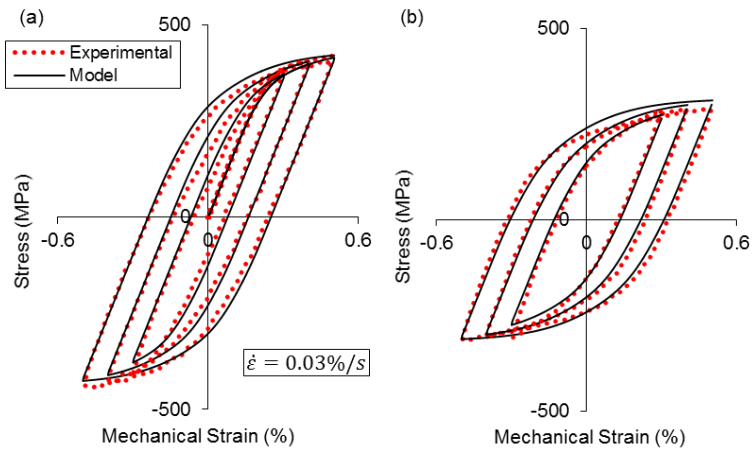 (a)
500
Experimental
Model
Stress (MPa)
0
-0.6
0
0.6
ε̇ = 0.03%/s
-500
Mechanical Strain (%)
(b)
500
Stress (MPa)
0
-0.6
0
0.6
-500
Mechanical Strain (%)